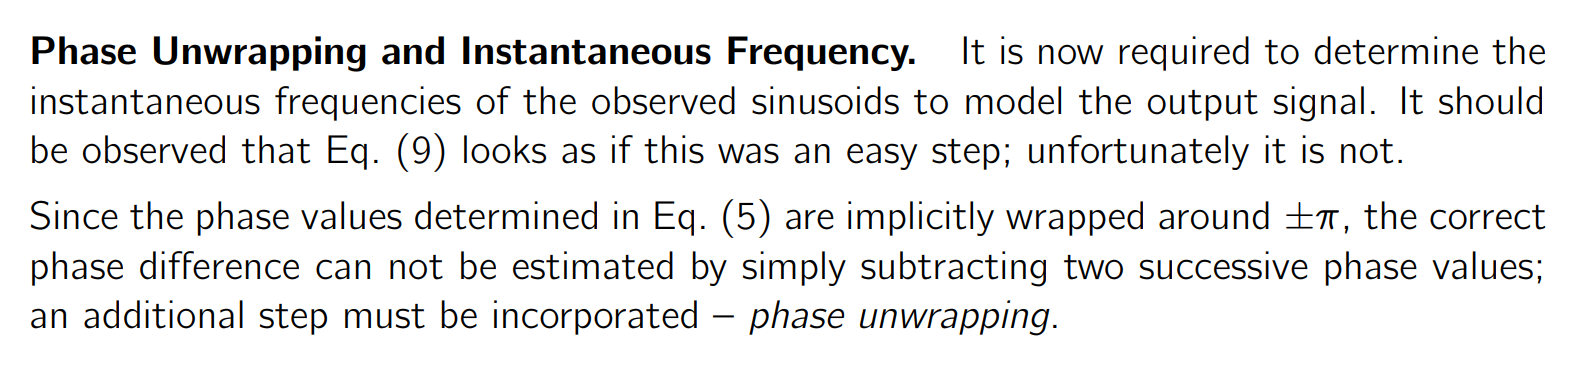 Phase Unwrapping and Instantaneous Frequency. It is now required to determine the
instantaneous frequencies of the observed sinusoids to model the output signal. It should
be observed that Eq. (9) looks as if this was an easy step; unfortunately it is not.
Since the phase values determined in Eq. (5) are implicitly wrapped around ±π, the correct
phase difference can not be estimated by simply subtracting two successive phase values;
an additional step must be incorporated – phase unwrapping.